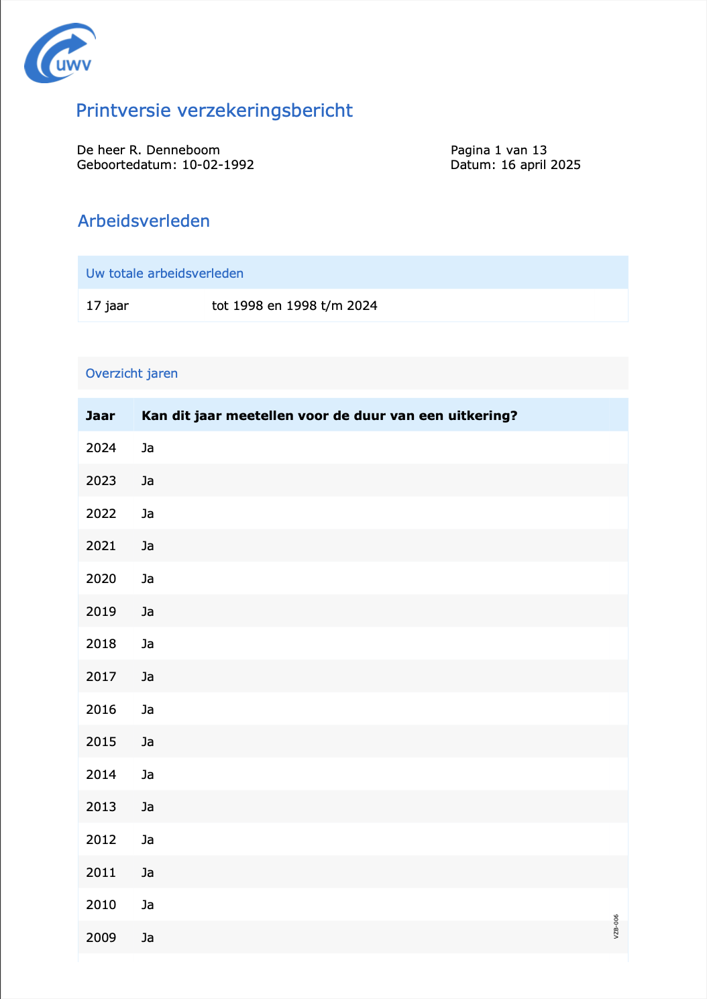 uwv
Printversie verzekeringsbericht
De heer R. Denneboom
Geboortedatum: 10-02-1992
Pagina 1 van 13
Datum: 16 april 2025
Arbeidsverleden
Uw totale arbeidsverleden
17 jaar tot 1998 en 1998 t/m 2024
Overzicht jaren
Jaar Kan dit jaar meetellen voor de duur van een uitkering?
2024 Ja
2023 Ja
2022 Ja
2021 Ja
2020 Ja
2019 Ja
2018 Ja
2017 Ja
2016 Ja
2015 Ja
2014 Ja
2013 Ja
2012 Ja
2011 Ja
2010 Ja
2009 Ja
VZB-006